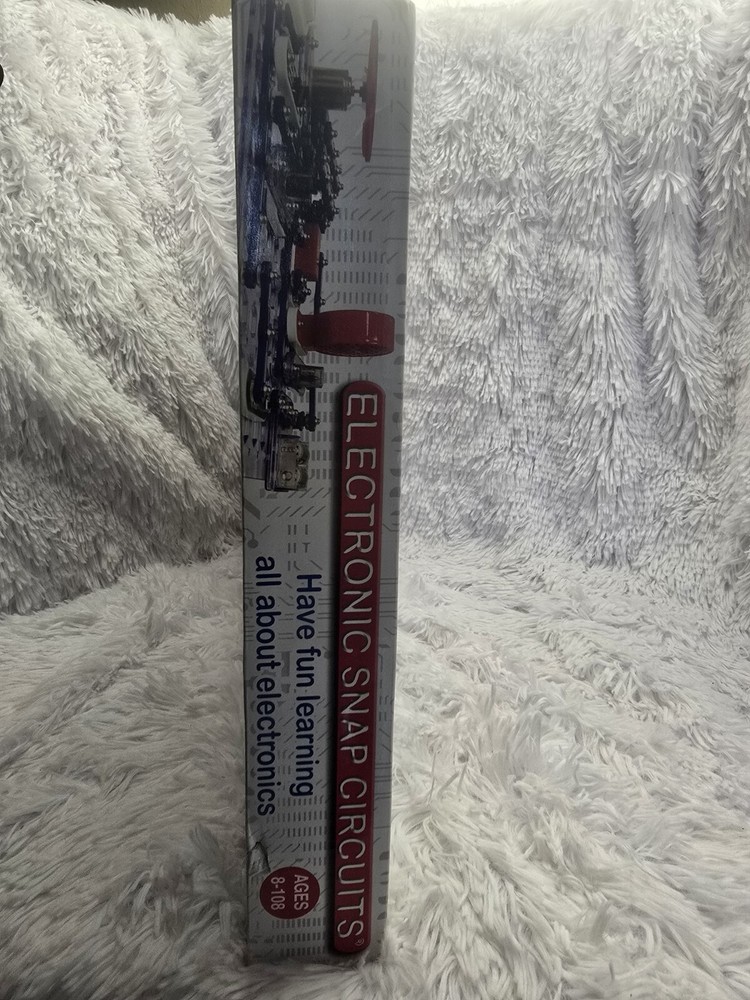 ELECTRONIC SNAP CIRCUITS®
Have fun learning
all about electronics
AGES
8-108